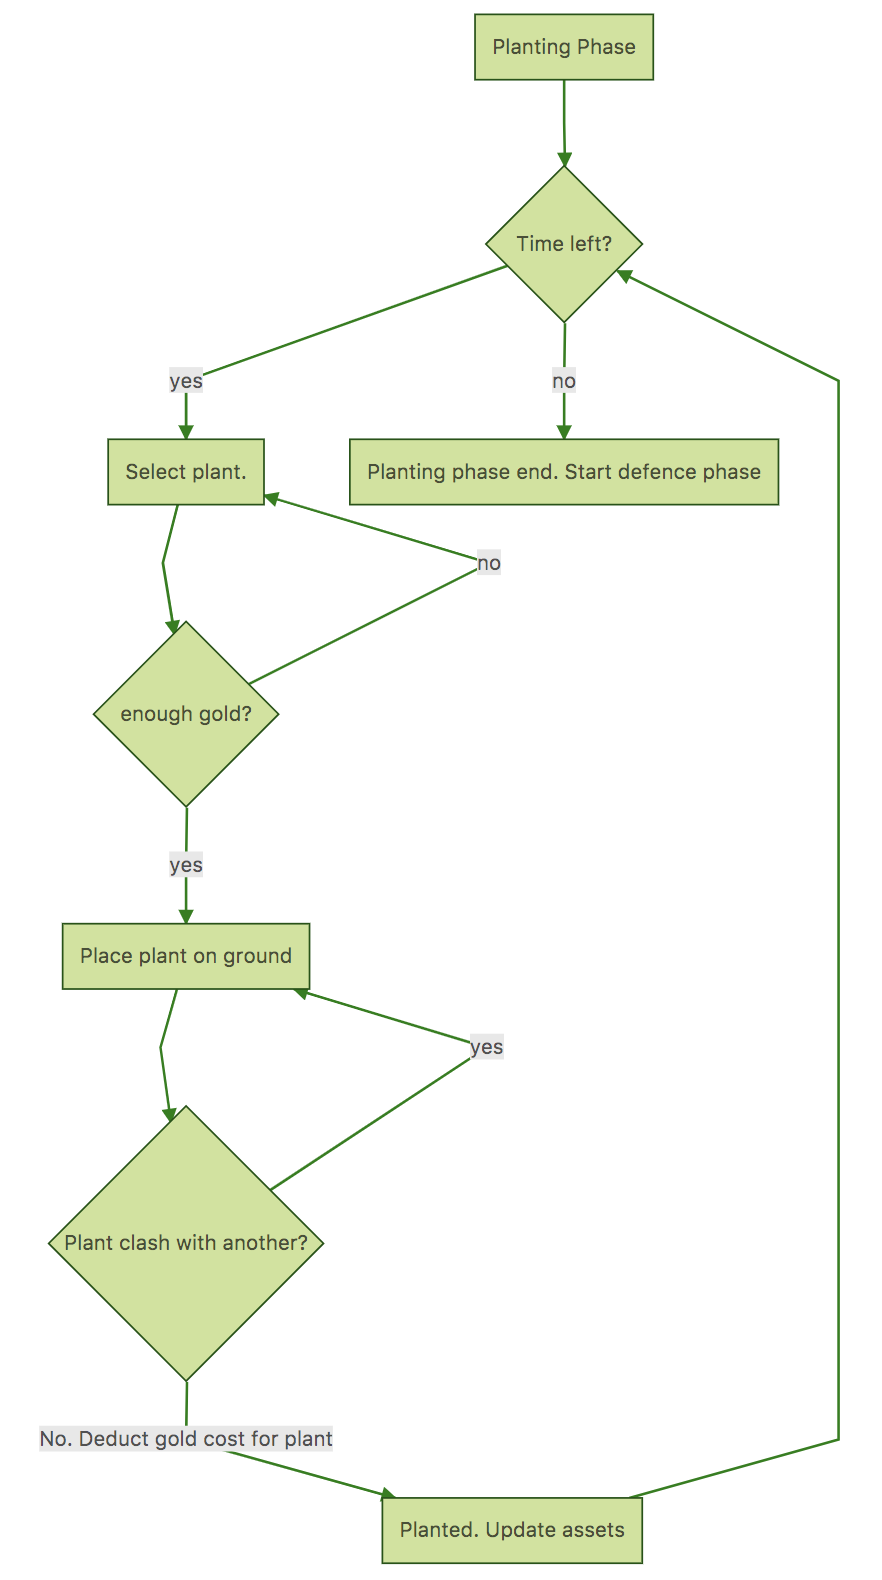 Planting Phase
Time left?
yes
no
Select plant.
Planting phase end. Start defence phase
no
enough gold?
yes
Place plant on ground
yes
Plant clash with another?
No. Deduct gold cost for plant
Planted. Update assets